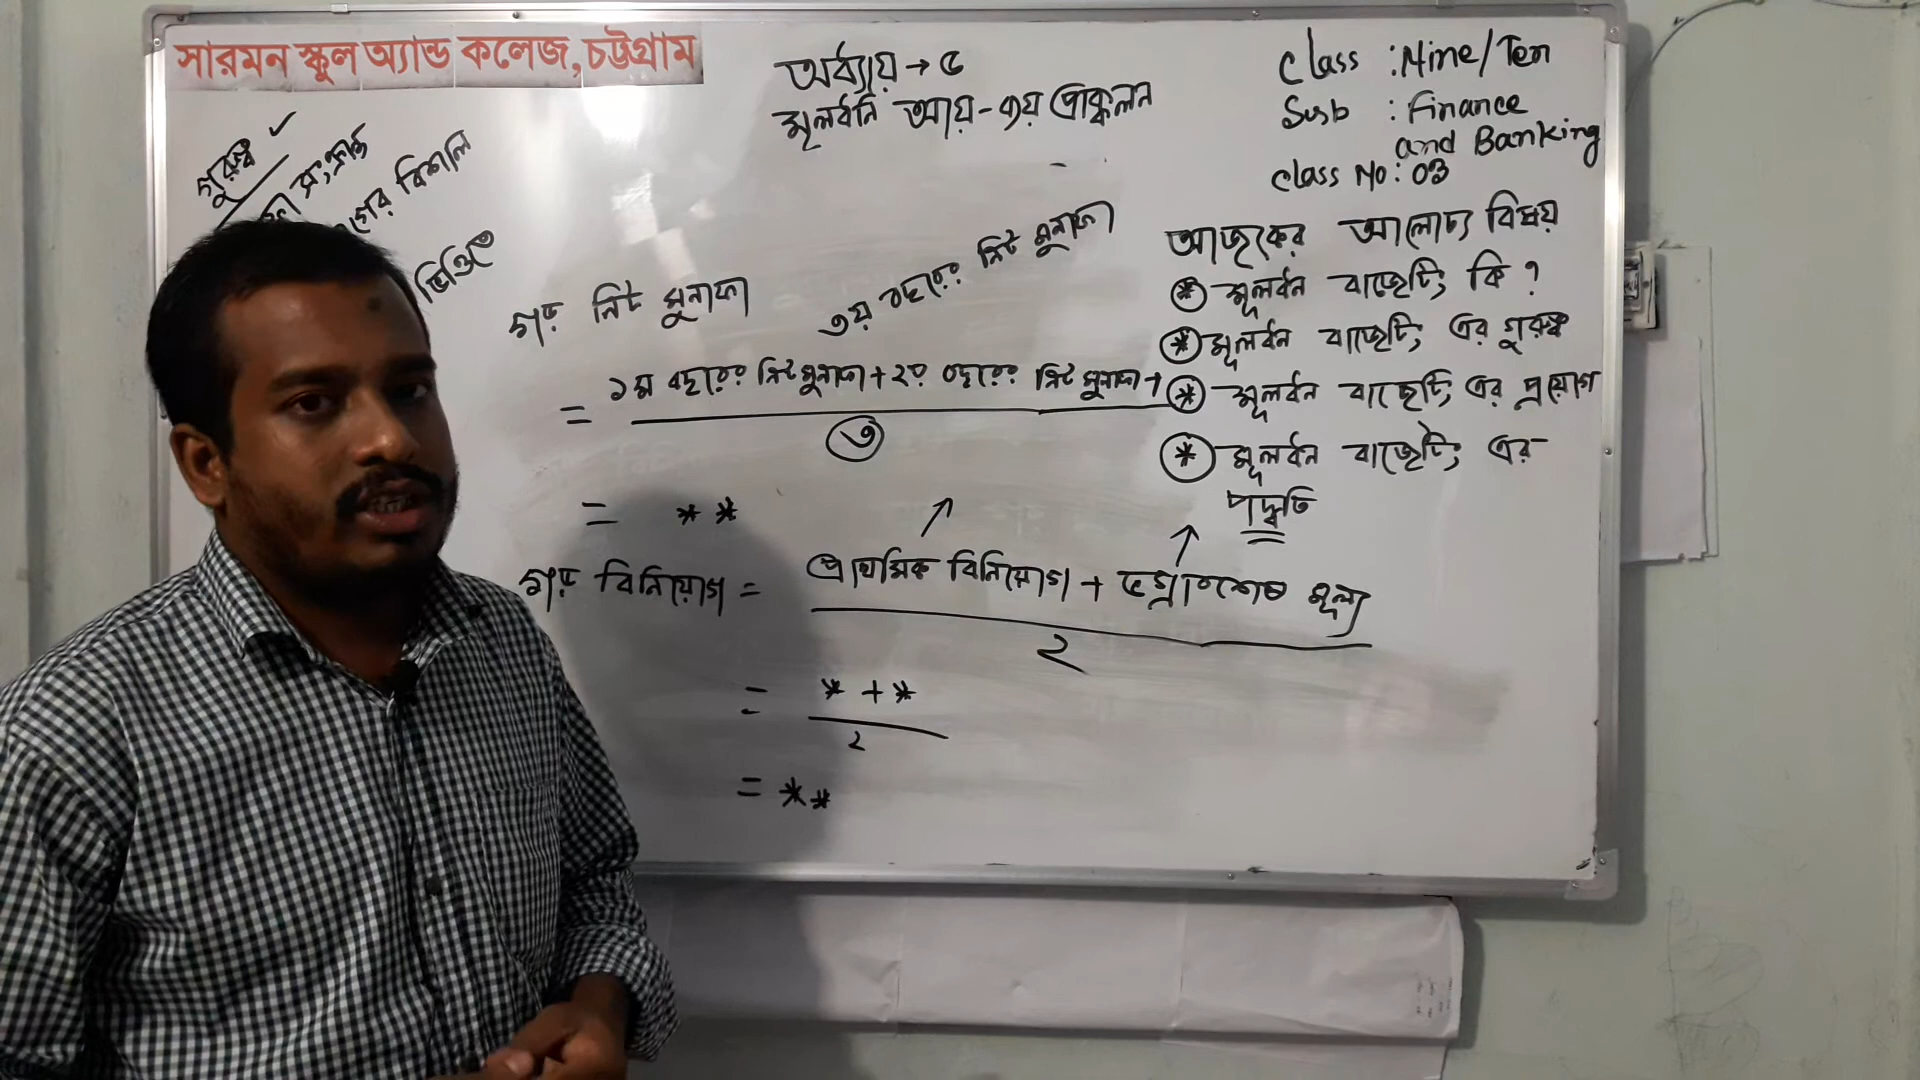 সারমন স্কুল অ্যান্ড কলেজ, চট্টগ্রাম
অধ্যায় → ৫
মূলধনি আয়-ব্যয় প্রাক্কলন
Class : Nine/Ten
Sub : Finance
and Banking
Class No: 03
গুরুত্ব ✓
সংক্রান্ত
বিশাল
ভিত্তিতে
আজকের আলোচ্য বিষয়
* মূলধন বাজেটিং কি ?
* মূলধন বাজেটিং এর গুরুত্ব
* মূলধন বাজেটিং এর প্রয়োগ
* মূলধন বাজেটিং এর
পদ্ধতি
গড় নিট মুনাফা
৩য় বছরের নিট মুনাফা
= ১ম বছরের নিট মুনাফা + ২য় বছরের নিট মুনাফা +
৩
= * *
গড় বিনিয়োগ = প্রাথমিক বিনিয়োগ + ভগ্নাবশেষ মূল্য
২
= * + *
২
= * *